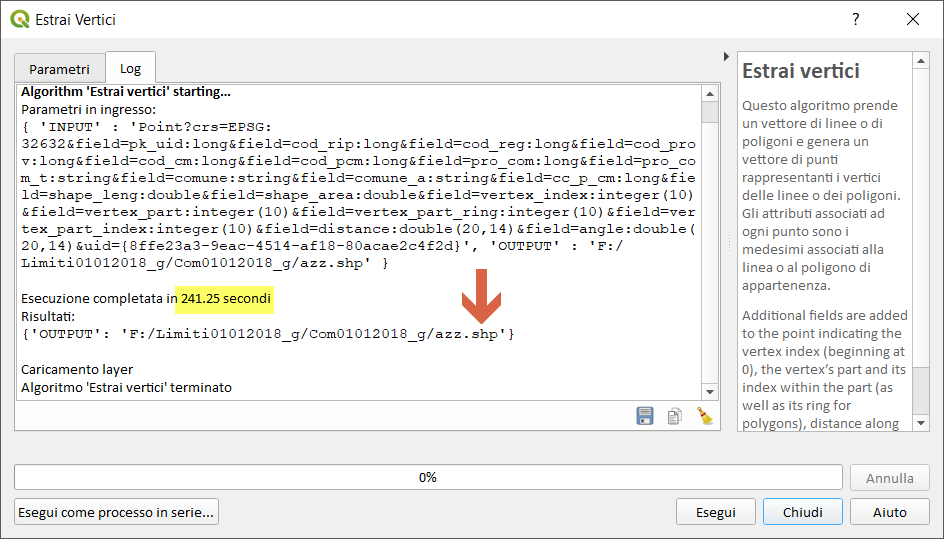 Estrai Vertici
?
Parametri
Log
Algorithm 'Estrai vertici' starting...
Parametri in ingresso:
{ 'INPUT' : 'Point?crs=EPSG:
32632&field=pk_uid:long&field=cod_rip:long&field=cod_reg:long&field=cod_pro
v:long&field=cod_cm:long&field=cod_pcm:long&field=pro_com:long&field=pro_co
m_t:string&field=comune:string&field=comune_a:string&field=cc_p_cm:long&fie
ld=shape_leng:double&field=shape_area:double&field=vertex_index:integer(10)
&field=vertex_part:integer(10)&field=vertex_part_ring:integer(10)&field=ver
tex_part_index:integer(10)&field=distance:double(20,14)&field=angle:double(
20,14)&uid={8ffe23a3-9eac-4514-af18-80acae2c4f2d}', 'OUTPUT' : 'F:/
Limiti01012018_g/Com01012018_g/azz.shp' }
Esecuzione completata in 241.25 secondi
Risultati:
{'OUTPUT': 'F:/Limiti01012018_g/Com01012018_g/azz.shp'}
Caricamento layer
Algoritmo 'Estrai vertici' terminato
Estrai vertici
Questo algoritmo prende
un vettore di linee o di
poligoni e genera un
vettore di punti
rappresentanti i vertici
delle linee o dei poligoni.
Gli attributi associati ad
ogni punto sono i
medesimi associati alla
linea o al poligono di
appartenenza.
Additional fields are added
to the point indicating the
vertex index (beginning at
0), the vertex's part and its
index within the part (as
well as its ring for
polygons), distance along
0%
Annulla
Esegui come processo in serie...
Esegui
Chiudi
Aiuto